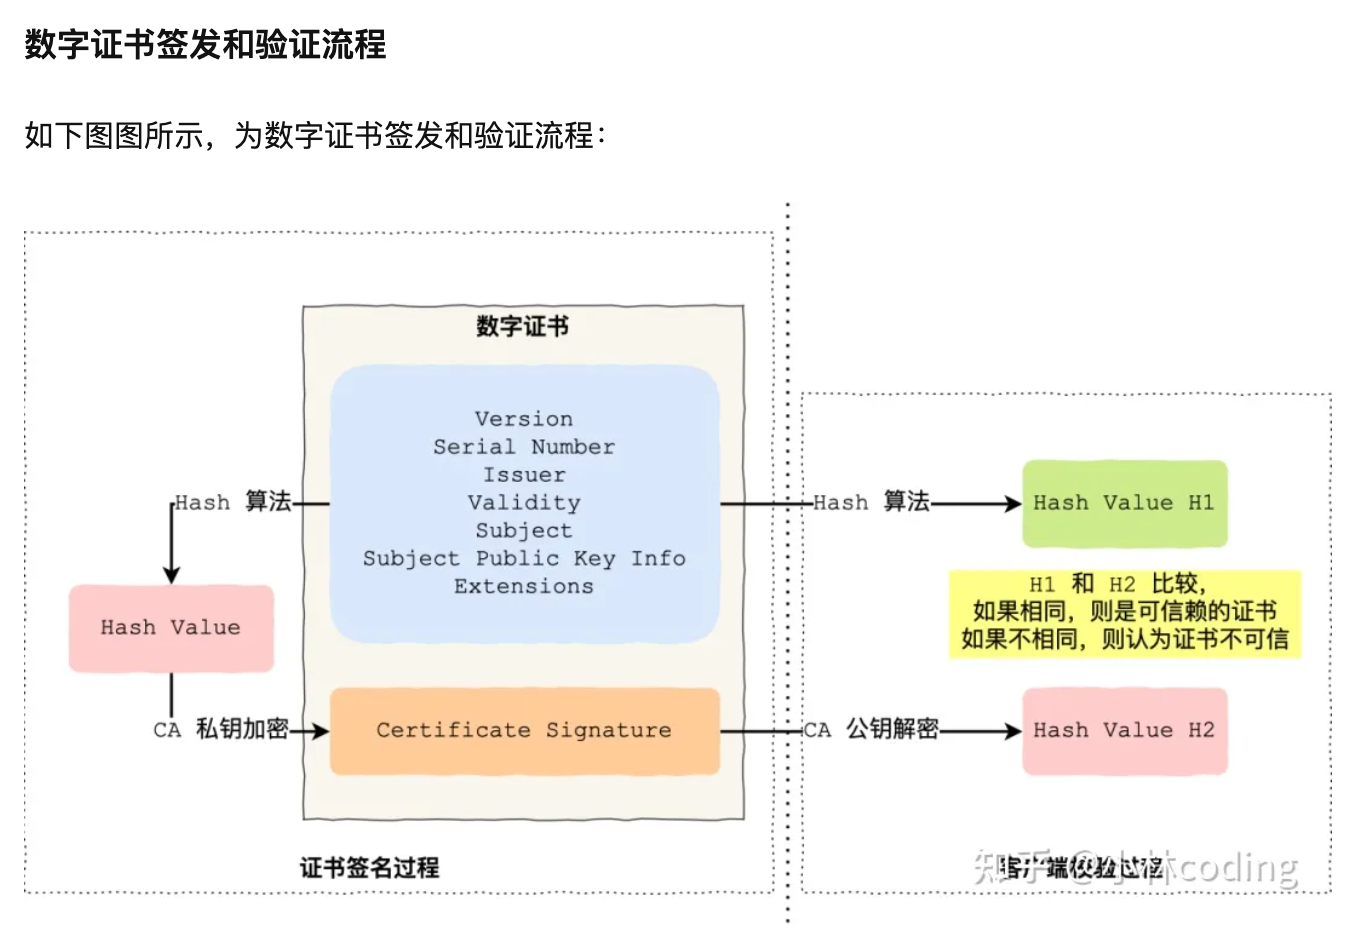 数字证书签发和验证流程
如下图图所示，为数字证书签发和验证流程：
数字证书
Version
Serial Number
Issuer
Validity
Subject
Subject Public Key Info
Extensions
Hash 算法
Hash Value
CA 私钥加密
Certificate Signature
证书签名过程
Hash 算法
Hash Value H1
H1 和 H2 比较，
如果相同，则是可信赖的证书
如果不相同，则认为证书不可信
CA 公钥解密
Hash Value H2
客户端校验过程
知乎 @小林coding